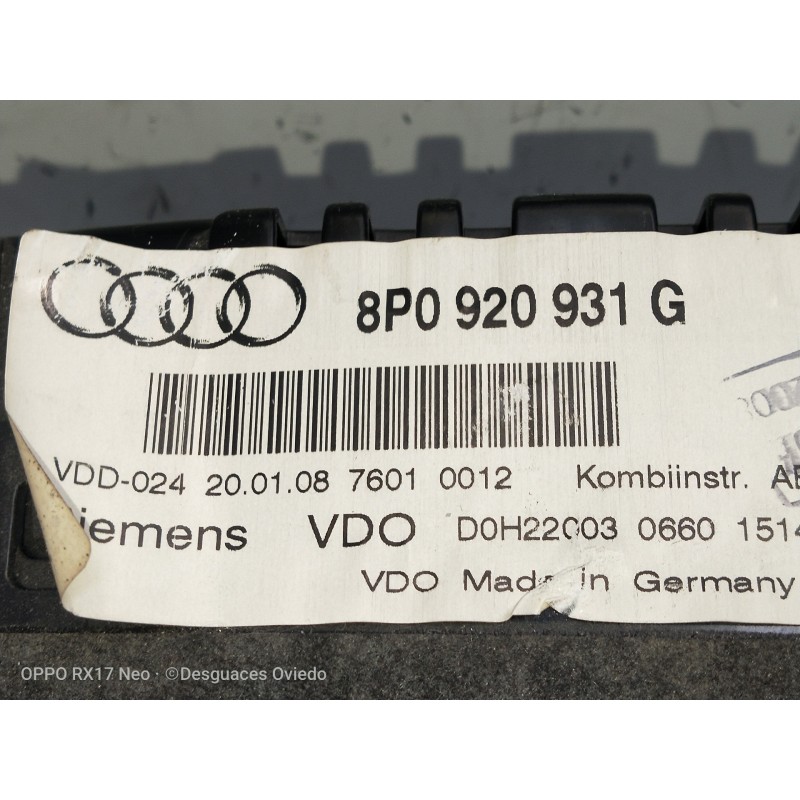 8P0 920 931 G
VDD-024 20.01.08 7601 0012 Kombiinstr.
VDO D0H22003 0660 1514
VDO Made in Germany
OPPO RX17 Neo · ©Desguaces Oviedo